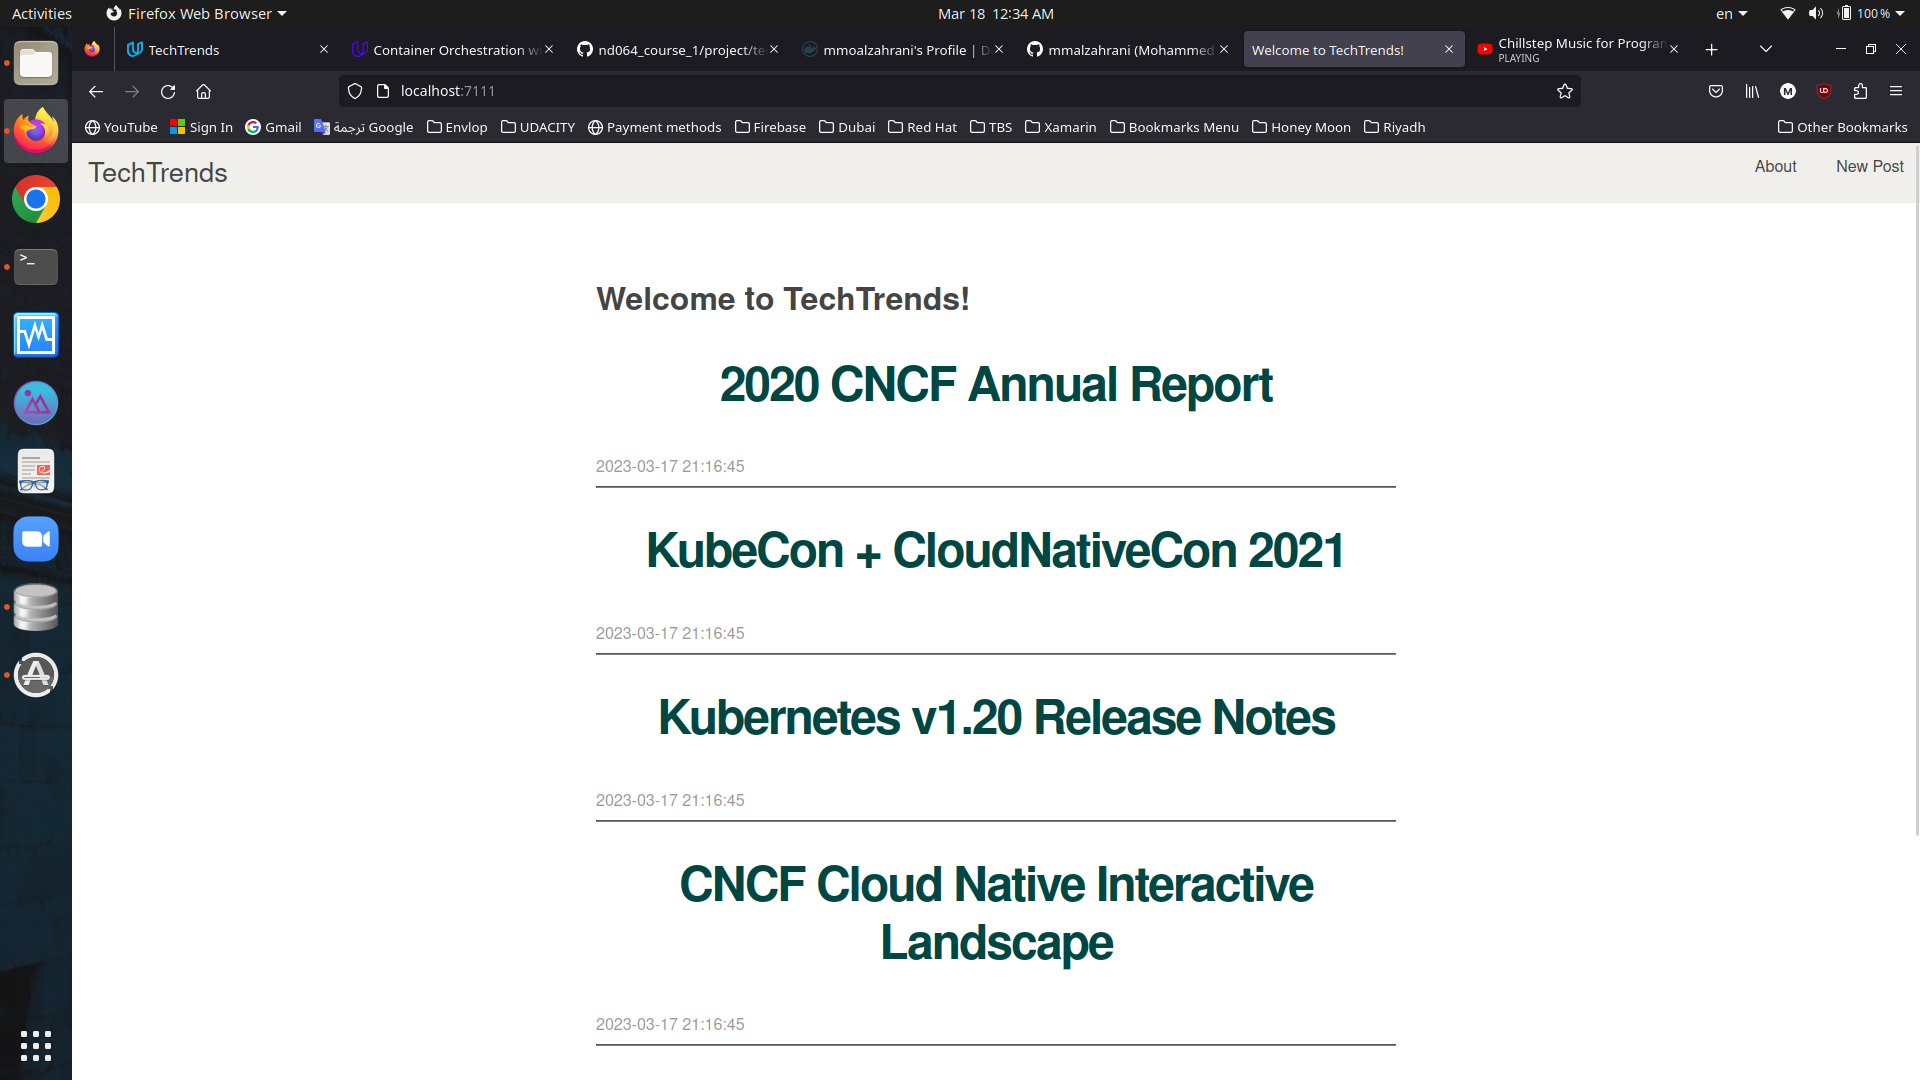 Activities
Firefox Web Browser
Mar 18 12:34 AM
en
100 %
TechTrends
Container Orchestration wi
nd064_course_1/project/te
mmoalzahrani's Profile | D
mmalzahrani (Mohammed
Welcome to TechTrends!
Chillstep Music for Program
PLAYING
localhost:7111
YouTube
Sign In
Gmail
ترجمة Google
Envlop
UDACITY
Payment methods
Firebase
Dubai
Red Hat
TBS
Xamarin
Bookmarks Menu
Honey Moon
Riyadh
Other Bookmarks
TechTrends
About
New Post
Welcome to TechTrends!
2020 CNCF Annual Report
2023-03-17 21:16:45
KubeCon + CloudNativeCon 2021
2023-03-17 21:16:45
Kubernetes v1.20 Release Notes
2023-03-17 21:16:45
CNCF Cloud Native Interactive
Landscape
2023-03-17 21:16:45